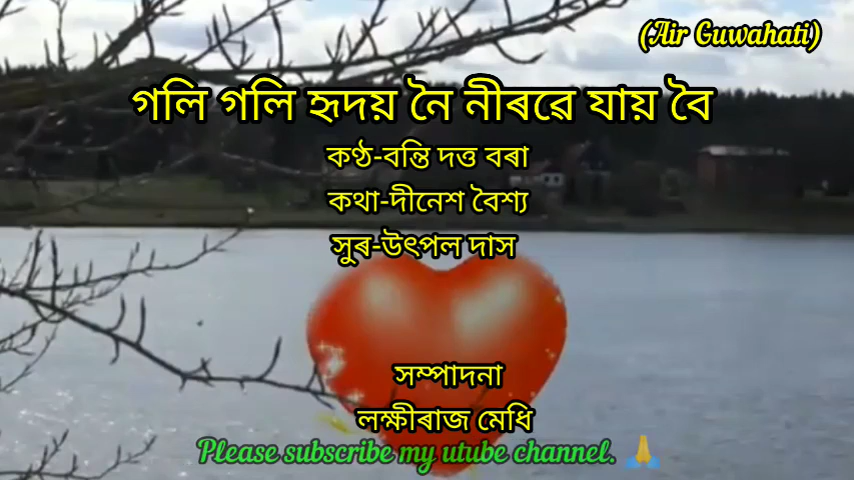 (Air Guwahati)
গলি গলি হৃদয় নৈ নীৰৱে যায় বৈ
কণ্ঠ-বন্তি দত্ত বৰা
কথা-দীনেশ বৈশ্য
সুৰ-উৎপল দাস
সম্পাদনা
লক্ষীৰাজ মেধি
Please subscribe my utube channel. 🙏